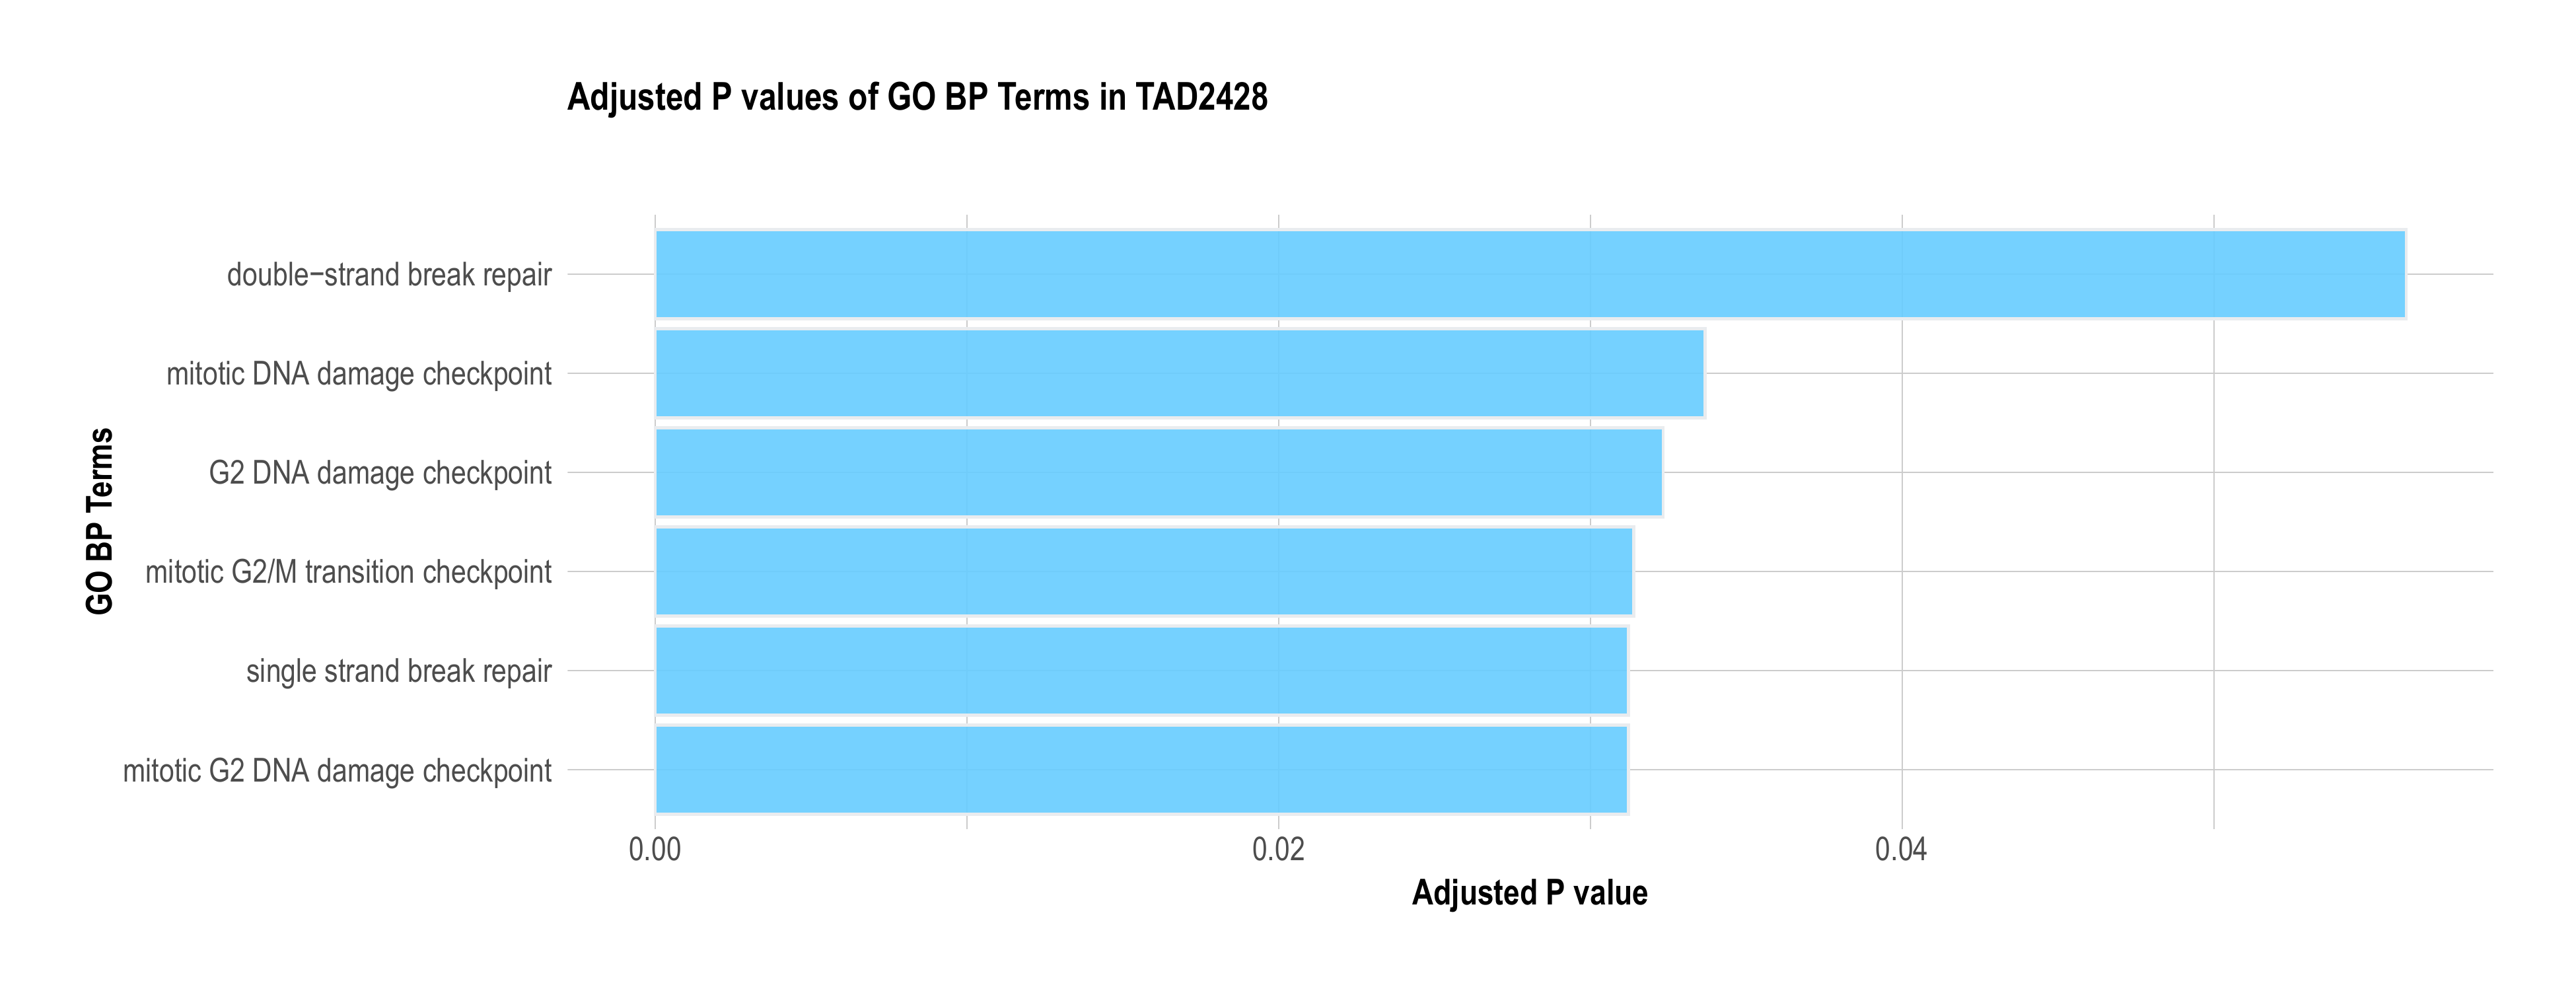 Adjusted P values of GO BP Terms in TAD2428
double−strand break repair
mitotic DNA damage checkpoint
G2 DNA damage checkpoint
mitotic G2/M transition checkpoint
single strand break repair
mitotic G2 DNA damage checkpoint
GO BP Terms
0.00 0.02 0.04
Adjusted P value